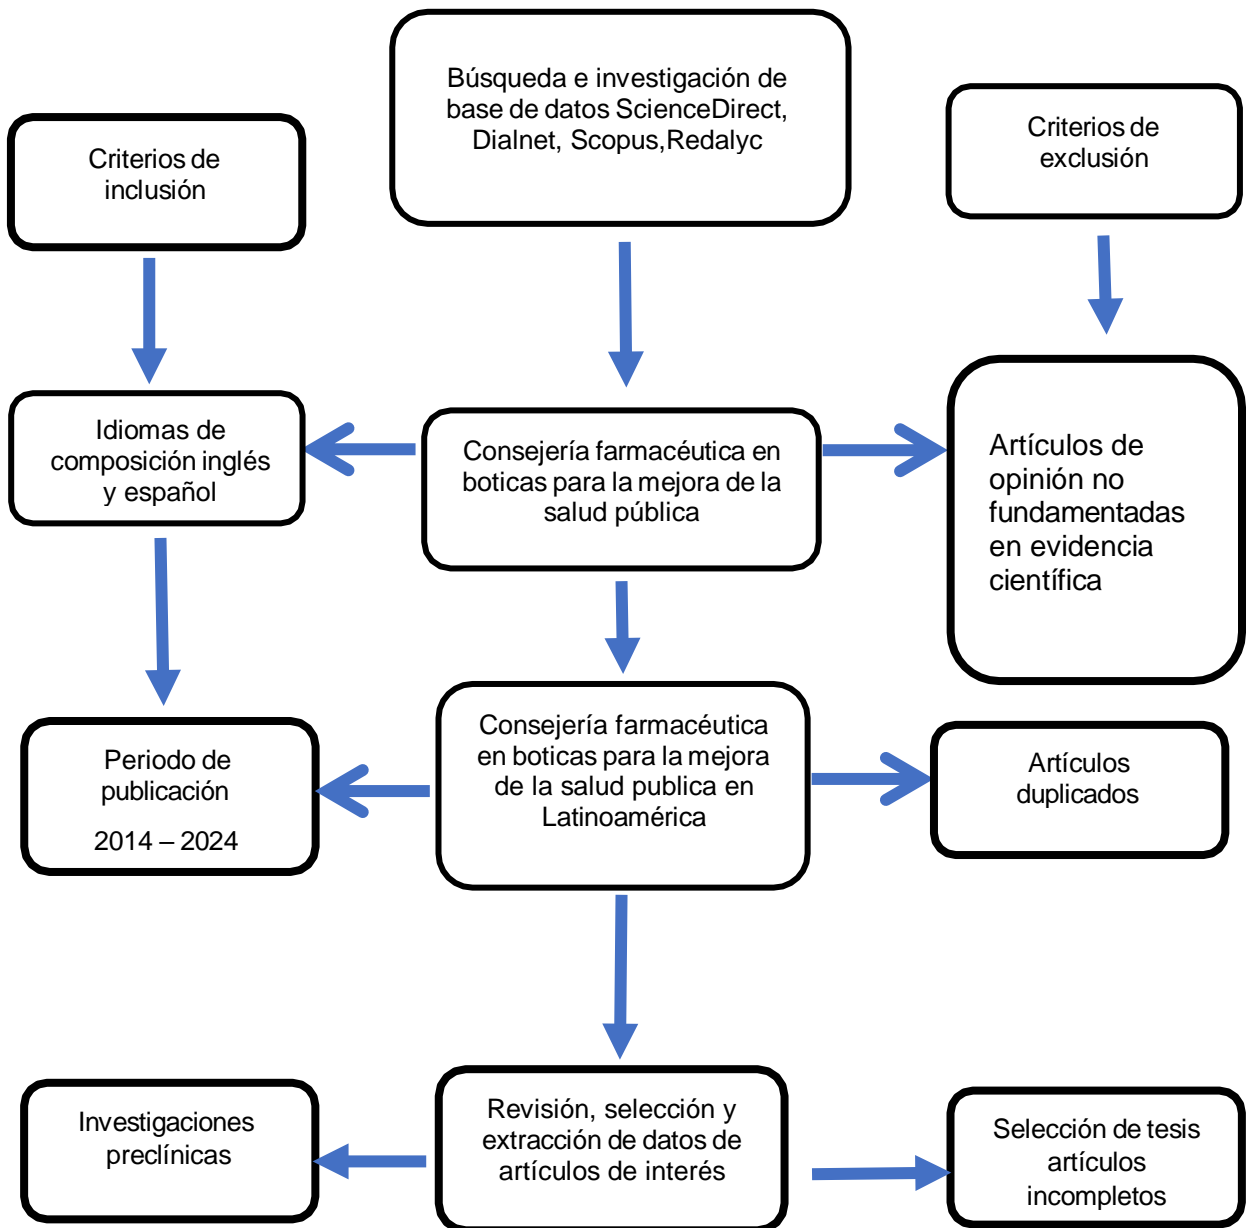 Búsqueda e investigación de
base de datos ScienceDirect,
Dialnet, Scopus,Redalyc
Criterios de
inclusión
Criterios de
exclusión
Idiomas de
composición inglés
y español
Consejería farmacéutica en
boticas para la mejora de la
salud pública
Artículos de
opinión no
fundamentadas
en evidencia
científica
Periodo de
publicación
2014 – 2024
Consejería farmacéutica
en boticas para la mejora
de la salud publica en
Latinoamérica
Artículos
duplicados
Investigaciones
preclínicas
Revisión, selección y
extracción de datos de
artículos de interés
Selección de tesis
artículos
incompletos